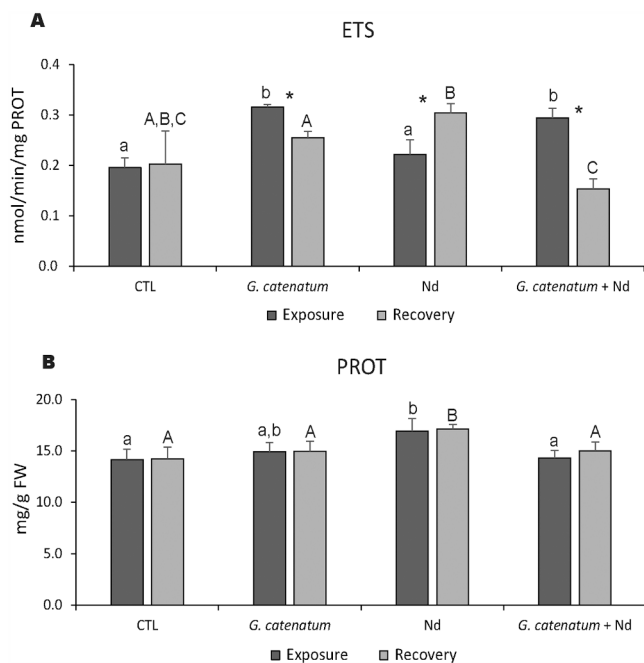 A
ETS
nmol/min/mg PROT
0.4
0.3
0.2
0.1
0.0
a
A,B,C
b
*
A
*
a
B
b
*
C
CTL
G. catenatum
Nd
G. catenatum + Nd
Exposure
Recovery
B
PROT
mg/g FW
20.0
15.0
10.0
5.0
0.0
a
A
a,b
A
b
B
a
A
CTL
G. catenatum
Nd
G. catenatum + Nd
Exposure
Recovery